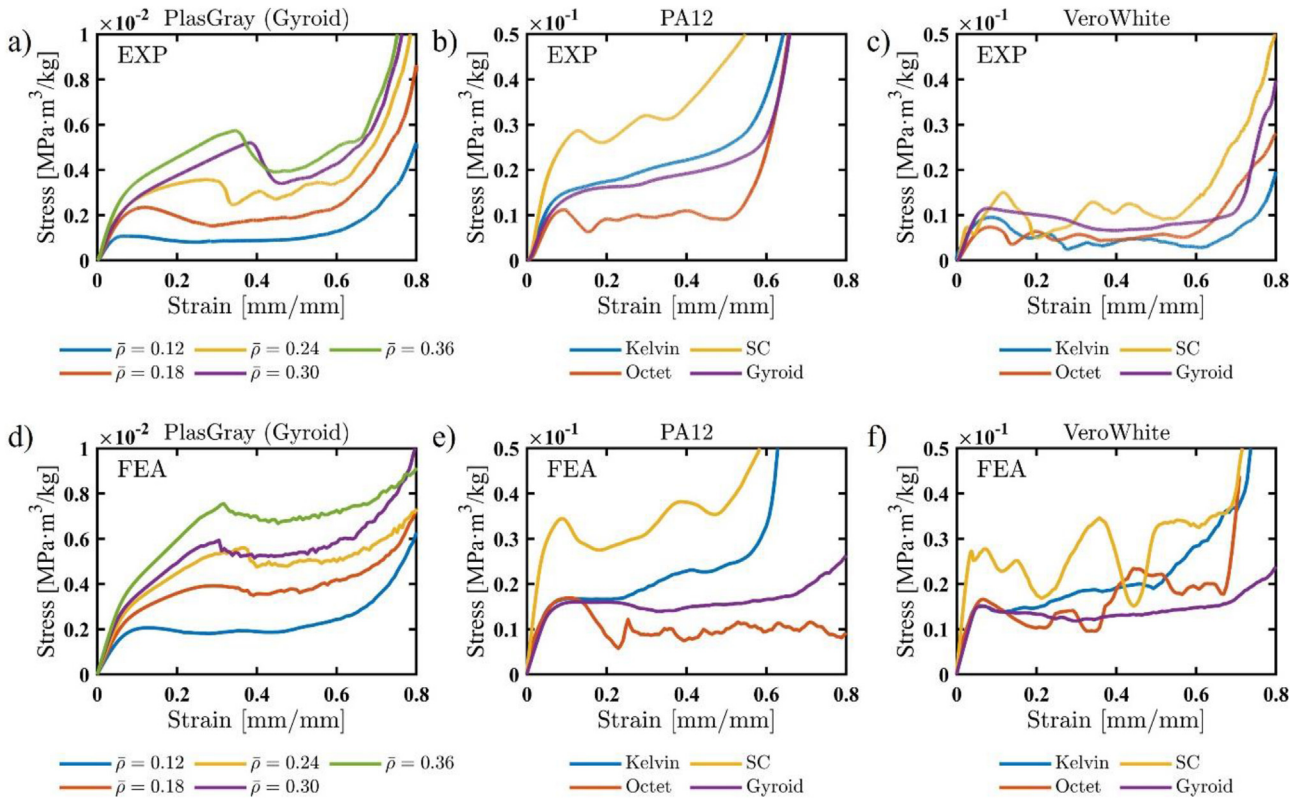 a)
PlasGray (Gyroid)
×10⁻²
EXP
1
0.8
0.6
0.4
0.2
0
Stress [MPa·m³/kg]
0 0.2 0.4 0.6 0.8
Strain [mm/mm]
ρ̄ = 0.12 ρ̄ = 0.24 ρ̄ = 0.36
ρ̄ = 0.18 ρ̄ = 0.30
b)
PA12
×10⁻¹
EXP
0.5
0.4
0.3
0.2
0.1
0
Stress [MPa·m³/kg]
0 0.2 0.4 0.6 0.8
Strain [mm/mm]
Kelvin SC
Octet Gyroid
c)
VeroWhite
×10⁻¹
EXP
0.5
0.4
0.3
0.2
0.1
0
Stress [MPa·m³/kg]
0 0.2 0.4 0.6 0.8
Strain [mm/mm]
Kelvin SC
Octet Gyroid
d)
PlasGray (Gyroid)
×10⁻²
FEA
1
0.8
0.6
0.4
0.2
0
Stress [MPa·m³/kg]
0 0.2 0.4 0.6 0.8
Strain [mm/mm]
ρ̄ = 0.12 ρ̄ = 0.24 ρ̄ = 0.36
ρ̄ = 0.18 ρ̄ = 0.30
e)
PA12
×10⁻¹
FEA
0.5
0.4
0.3
0.2
0.1
0
Stress [MPa·m³/kg]
0 0.2 0.4 0.6 0.8
Strain [mm/mm]
Kelvin SC
Octet Gyroid
f)
VeroWhite
×10⁻¹
FEA
0.5
0.4
0.3
0.2
0.1
0
Stress [MPa·m³/kg]
0 0.2 0.4 0.6 0.8
Strain [mm/mm]
Kelvin SC
Octet Gyroid